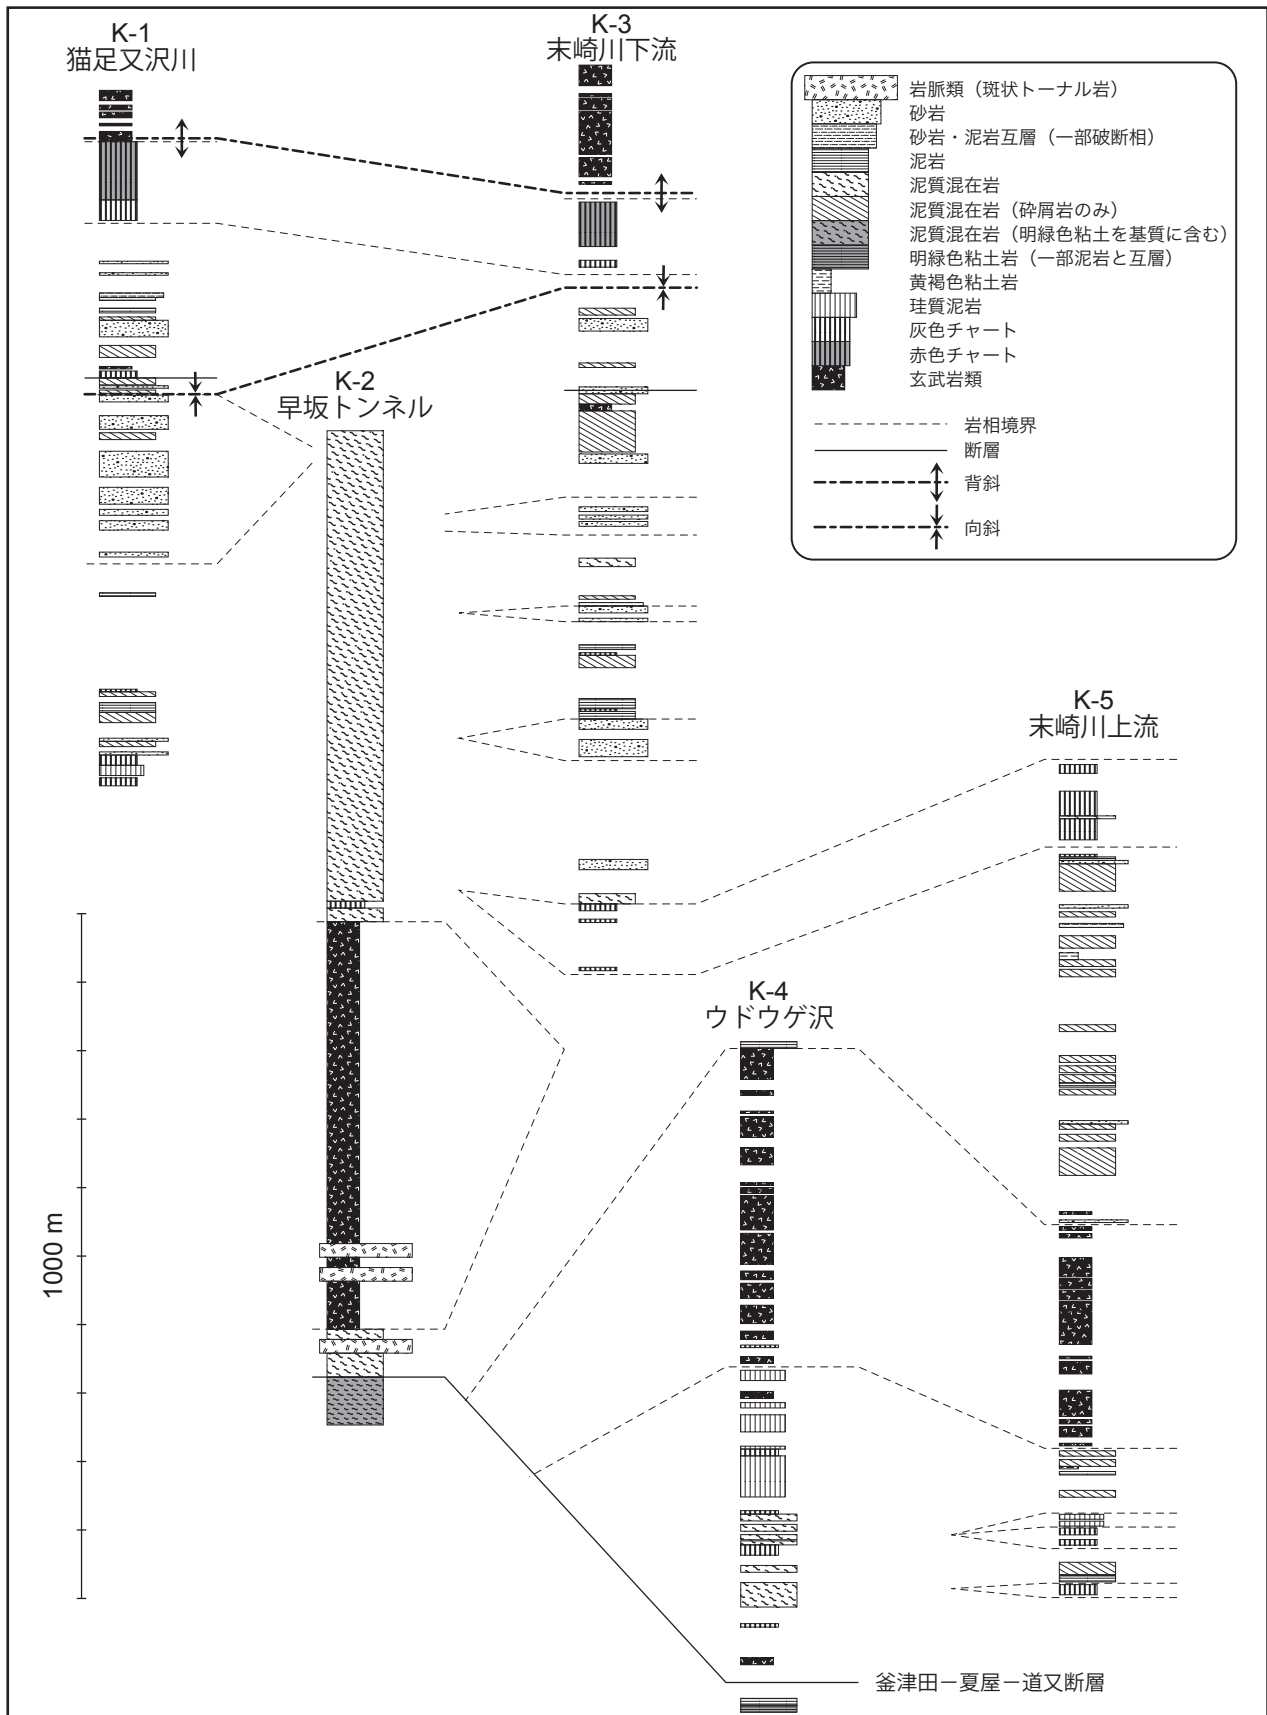 K-1
猫足又沢川
K-3
末崎川下流
岩脈類（斑状トーナル岩）
砂岩
砂岩・泥岩互層（一部破断相）
泥岩
泥質混在岩
泥質混在岩（砕屑岩のみ）
泥質混在岩（明緑色粘土を基質に含む）
明緑色粘土岩（一部泥岩と互層）
黄褐色粘土岩
珪質泥岩
灰色チャート
赤色チャート
玄武岩類
岩相境界
断層
背斜
向斜
K-2
早坂トンネル
K-5
末崎川上流
K-4
ウドウゲ沢
1000 m
釜津田－夏屋－道又断層